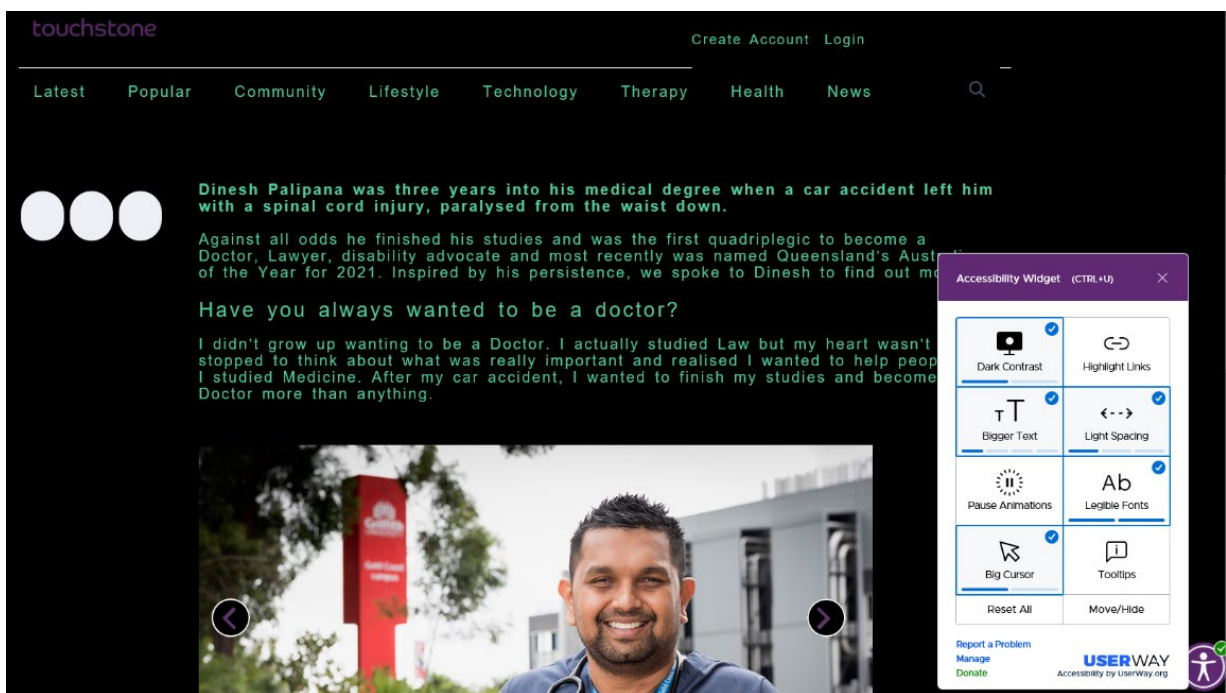 touchstone
Create Account Login
Latest Popular Community Lifestyle Technology Therapy Health News
Dinesh Palipana was three years into his medical degree when a car accident left him
with a spinal cord injury, paralysed from the waist down.
Against all odds he finished his studies and was the first quadriplegic to become a
Doctor, Lawyer, disability advocate and most recently was named Queensland's
of the Year for 2021. Inspired by his persistence, we spoke to Dinesh to find out
Have you always wanted to be a doctor?
I didn't grow up wanting to be a Doctor. I actually studied Law but my heart wasn't
stopped to think about what was really important and realised I wanted to help
I studied Medicine. After my car accident, I wanted to finish my studies and become
Doctor more than anything.
Griffith
Gold Coast
campus
Accessibility Widget (CTRL+U)
Dark Contrast
Highlight Links
Bigger Text
Light Spacing
Pause Animations
Ab
Legible Fonts
Big Cursor
Tooltips
Reset All
Move/Hide
Report a Problem
Manage
Donate
USERWAY
Accessibility by UserWay.org